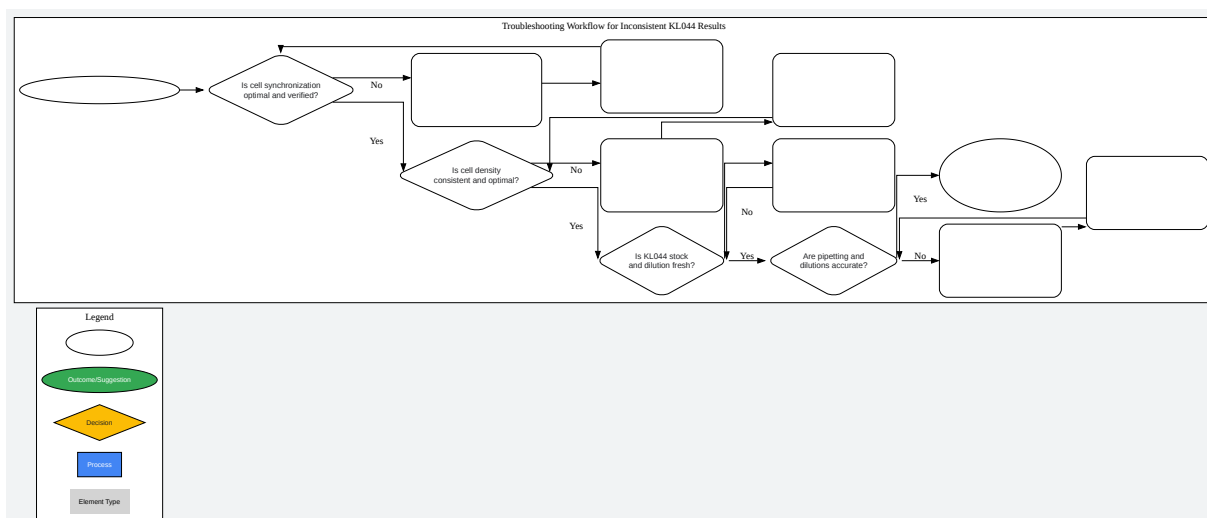 Troubleshooting Workflow for Inconsistent KL044 Results
Is cell synchronization
optimal and verified?
No
Yes
Is cell density
consistent and optimal?
No
Yes
Is KL044 stock
and dilution fresh?
No
Yes
Are pipetting and
dilutions accurate?
Yes
No
Legend
Outcome/Suggestion
Decision
Process
Element Type